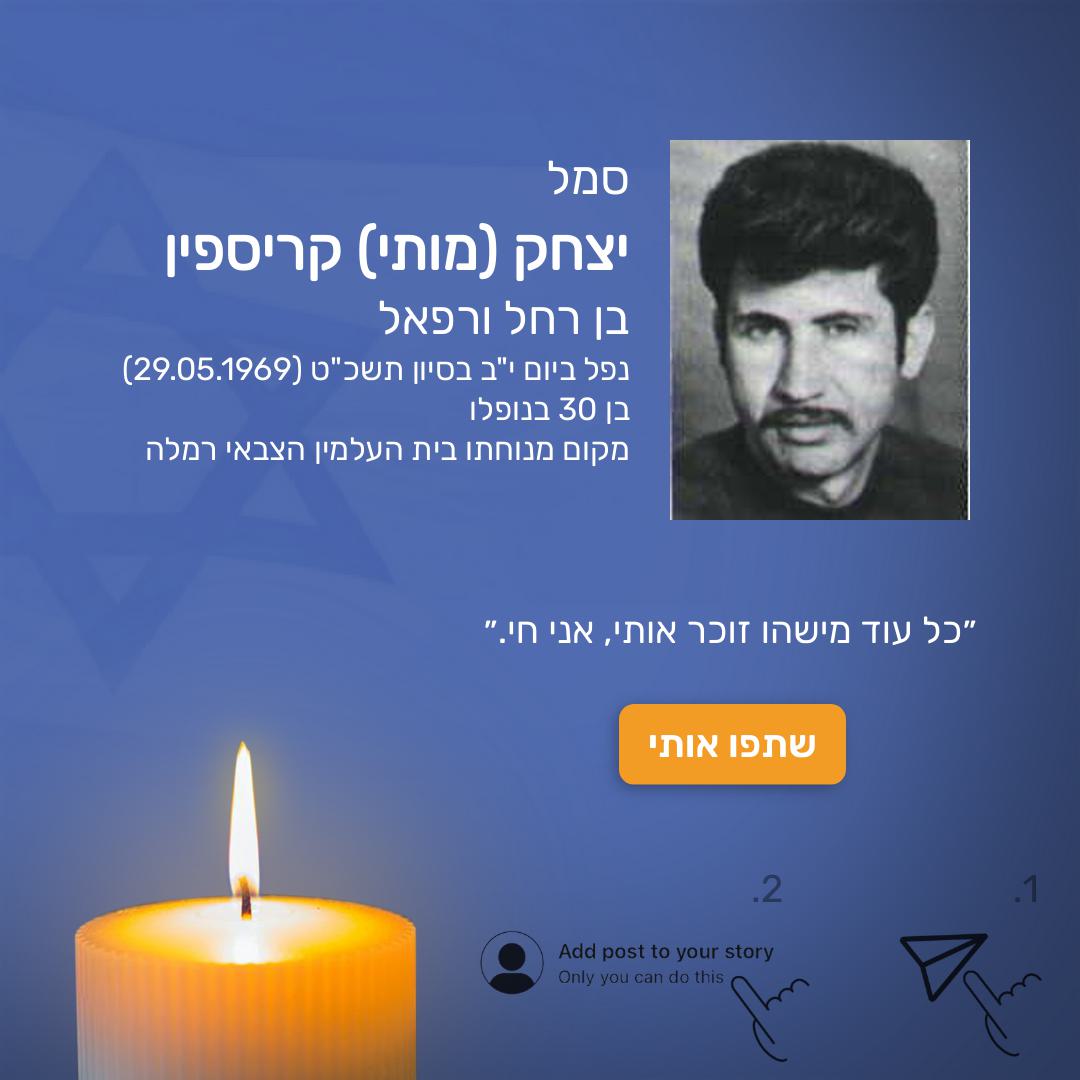 סמל
יצחק (מותי) קריספין
בן רחל ורפאל
נפל ביום י"ב בסיון תשכ"ט (29.05.1969)
בן 30 בנופלו
מקום מנוחתו בית העלמין הצבאי רמלה
״כל עוד מישהו זוכר אותי, אני חי.״
שתפו אותי
1.
2.
Add post to your story
Only you can do this